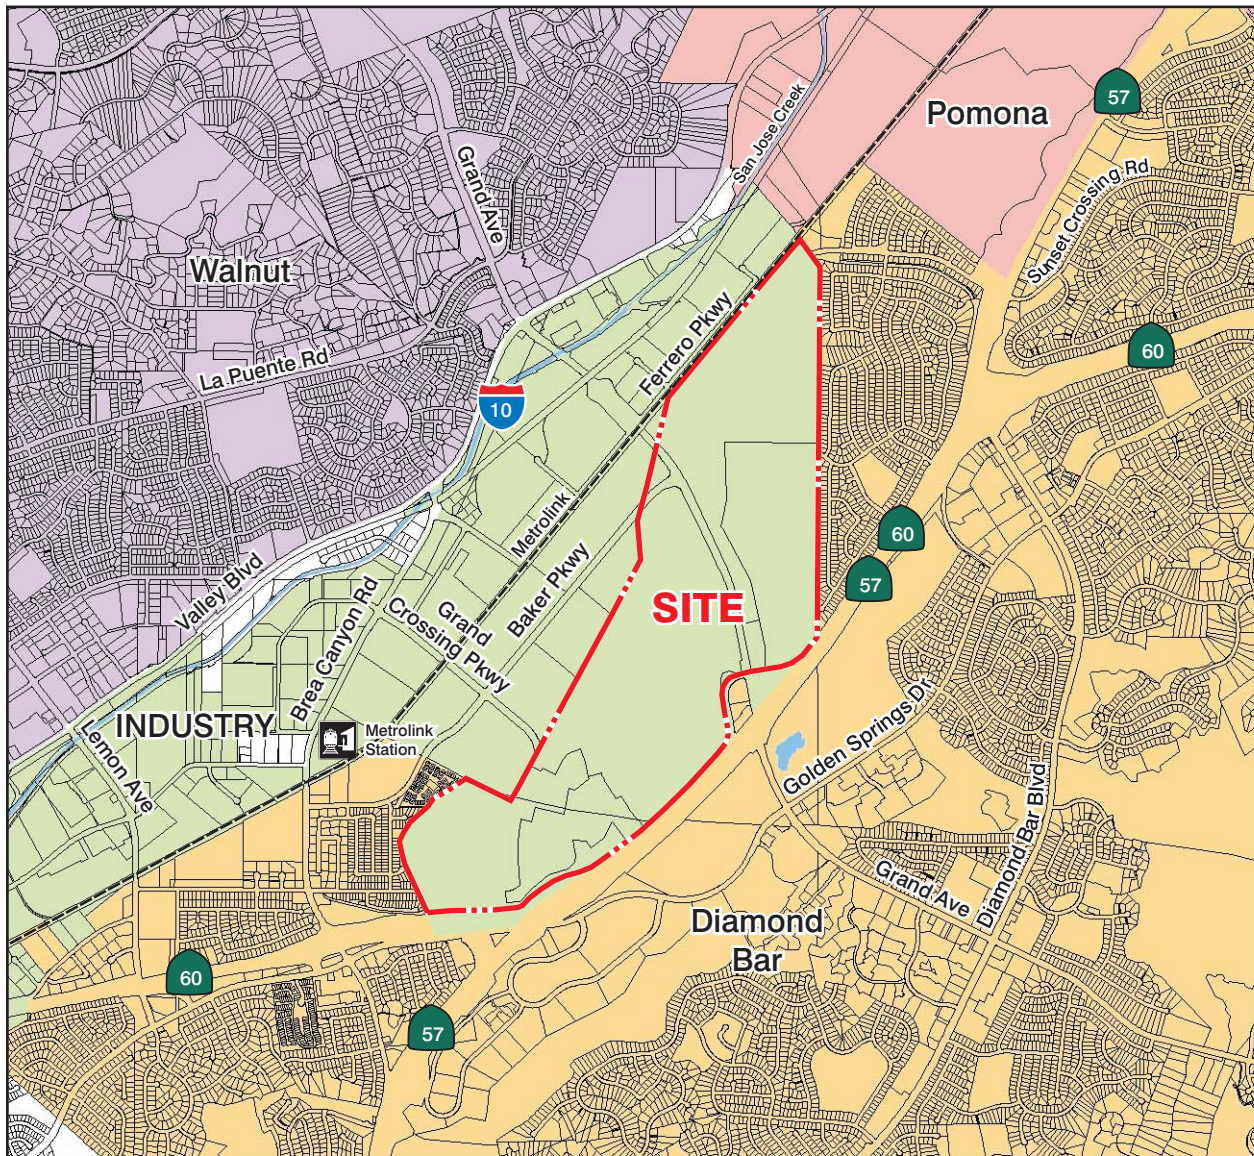 57
Pomona
San Jose Creek
Grand Ave
Sunset Crossing Rd
Walnut
Ferrero Pkwy
60
La Puente Rd
10
Metrolink
60
57
Baker Pkwy
SITE
Valley Blvd
Brea Canyon Rd
Grand
Crossing Pkwy
INDUSTRY
Metrolink
Station
Lemon Ave
Golden Springs Dr
Diamond Bar Blvd
Grand Ave
Diamond
Bar
60
57